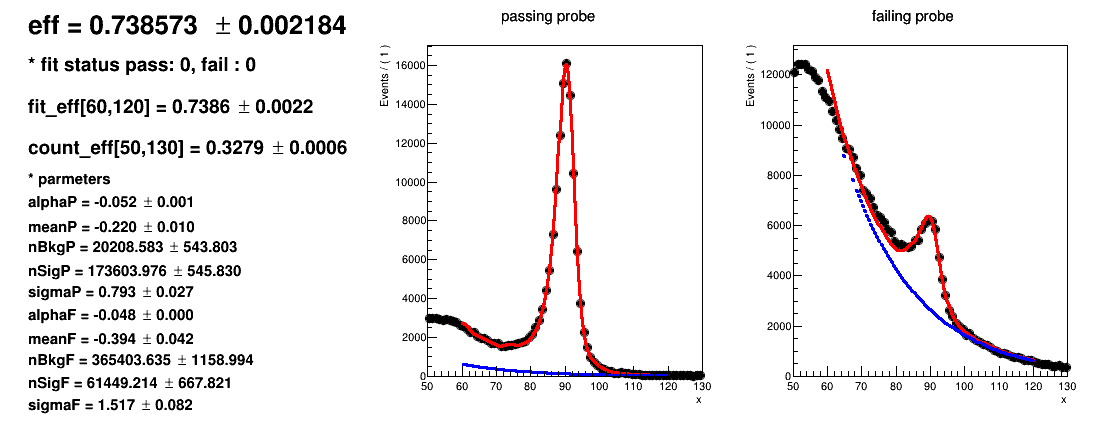 eff = 0.738573 ± 0.002184
* fit status pass: 0, fail : 0
fit_eff[60,120] = 0.7386 ± 0.0022
count_eff[50,130] = 0.3279 ± 0.0006
* parmeters
alphaP = -0.052 ± 0.001
meanP = -0.220 ± 0.010
nBkgP = 20208.583 ± 543.803
nSigP = 173603.976 ± 545.830
sigmaP = 0.793 ± 0.027
alphaF = -0.048 ± 0.000
meanF = -0.394 ± 0.042
nBkgF = 365403.635 ± 1158.994
nSigF = 61449.214 ± 667.821
sigmaF = 1.517 ± 0.082
passing probe
Events / ( 1 )
16000
14000
12000
10000
8000
6000
4000
2000
0
50 60 70 80 90 100 110 120 130
x
failing probe
Events / ( 1 )
12000
10000
8000
6000
4000
2000
0
50 60 70 80 90 100 110 120 130
x